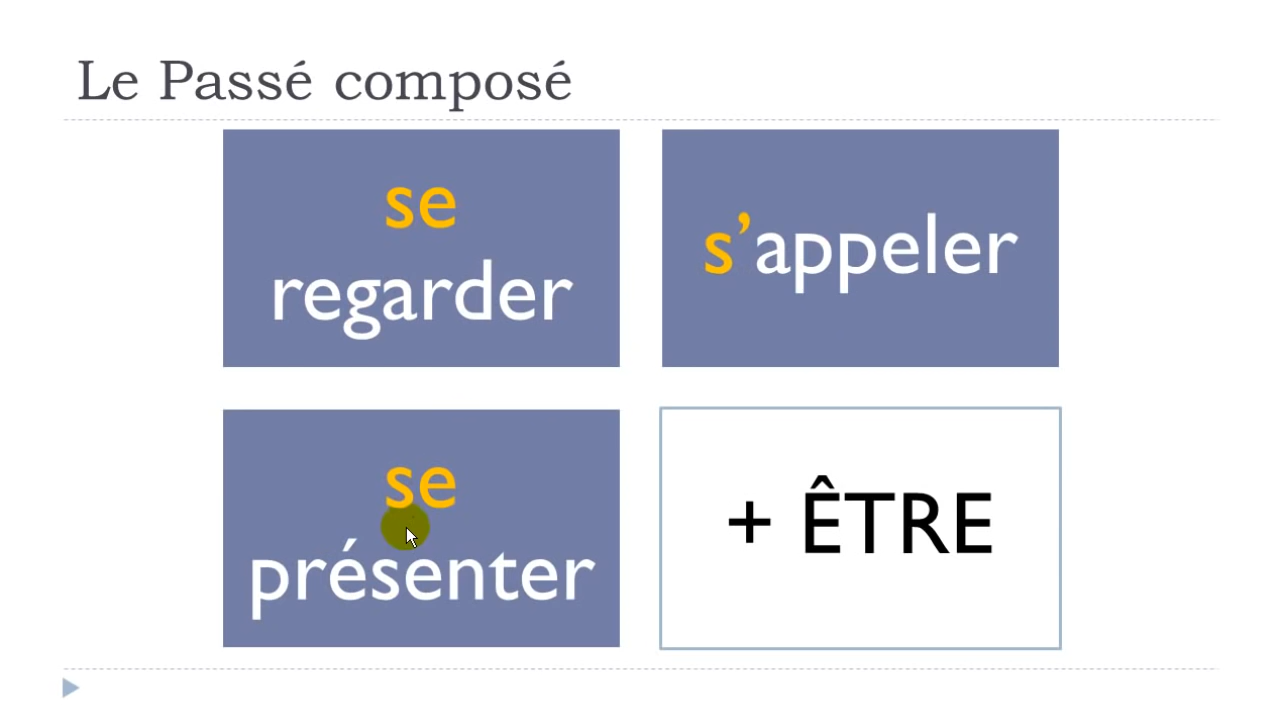 Le Passé composé
se
regarder
s’appeler
se
présenter
+ ÊTRE